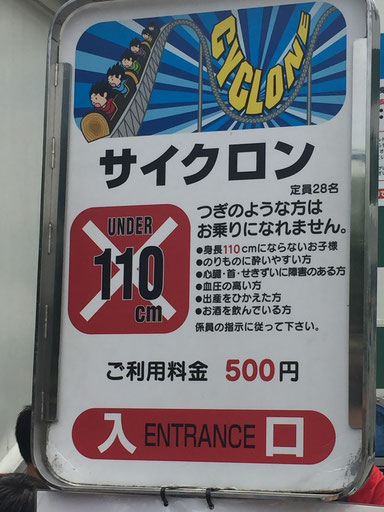 CYCLONE
サイクロン
定員28名
UNDER
110
cm
つぎのような方は
お乗りになれません。
●身長110cmにならないお子様
●のりものに酔いやすい方
●心臓・首・せきずいに障害のある方
●血圧の高い方
●出産をひかえた方
●お酒を飲んでいる方
係員の指示に従って下さい。
ご利用料金 500円
入 ENTRANCE 口